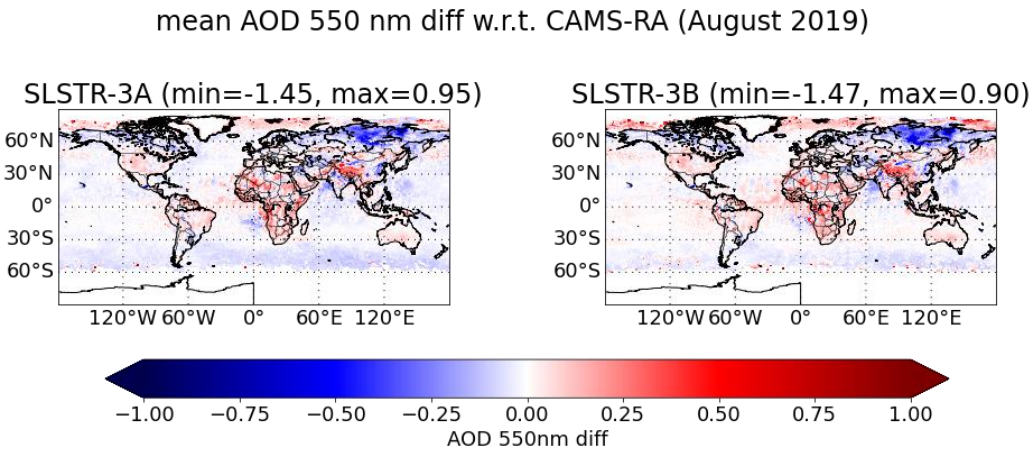 mean AOD 550 nm diff w.r.t. CAMS-RA (August 2019)
SLSTR-3A (min=-1.45, max=0.95)
60°N
30°N
0°
30°S
60°S
120°W 60°W 0° 60°E 120°E
SLSTR-3B (min=-1.47, max=0.90)
60°N
30°N
0°
30°S
60°S
120°W 60°W 0° 60°E 120°E
−1.00 −0.75 −0.50 −0.25 0.00 0.25 0.50 0.75 1.00
AOD 550nm diff